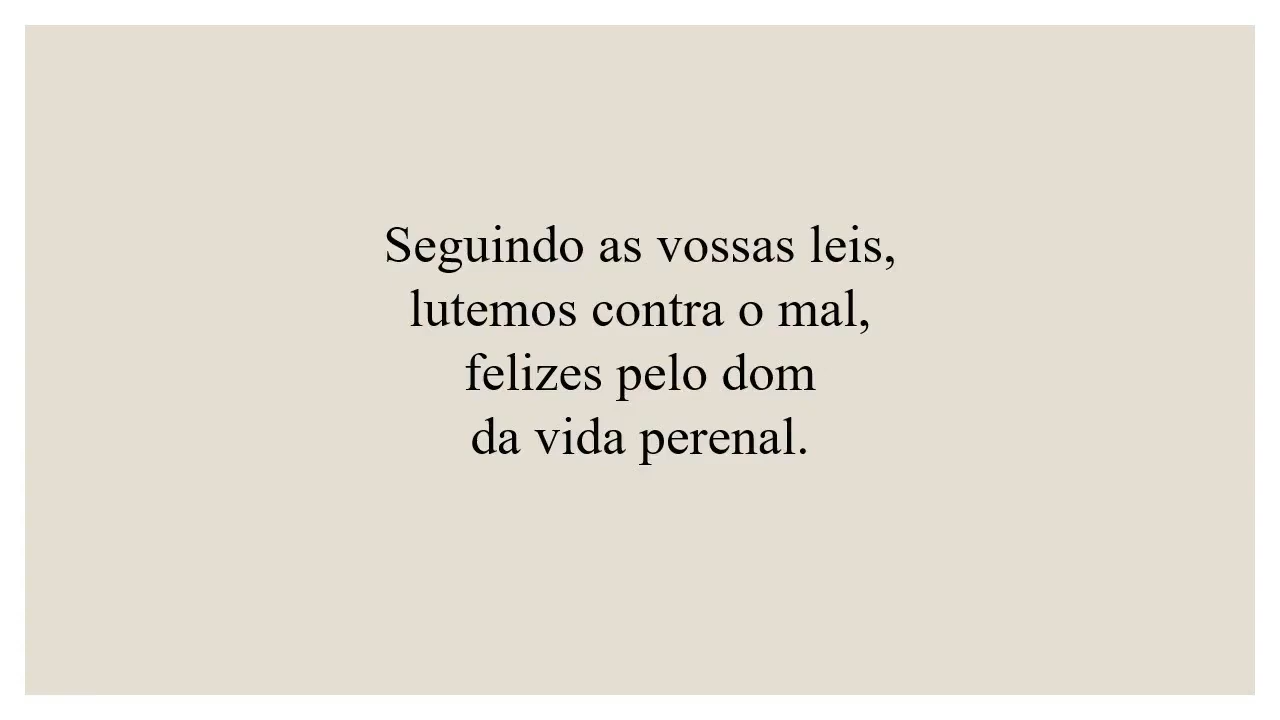 Seguindo as vossas leis,
lutemos contra o mal,
felizes pelo dom
da vida perenal.